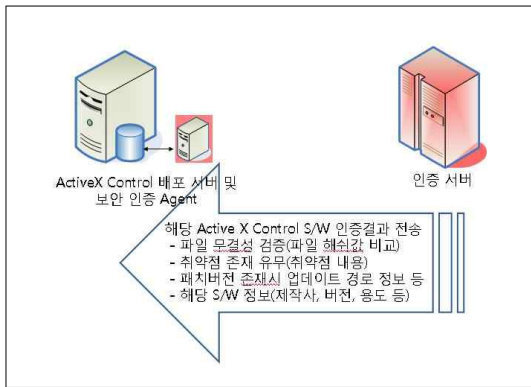 ActiveX Control 배포 서버 및
보안 인증 Agent
인증 서버
해당 Active X Control S/W 인증결과 전송
- 파일 무결성 검증(파일 해쉬값 비교)
- 취약점 존재 유무(취약점 내용)
- 패치버전 존재시 업데이트 경로 정보 등
- 해당 S/W 정보(제작사, 버전, 용도 등)